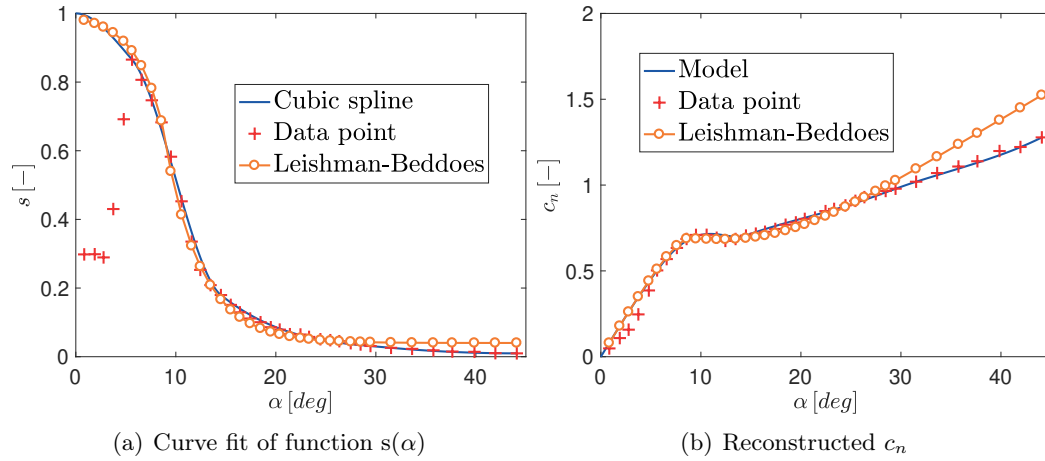 1
0.8
0.6
0.4
0.2
0
s [−]
Cubic spline
Data point
Leishman-Beddoes
0 10 20 30 40
α [deg]
(a) Curve fit of function s(α)
2
1.5
1
0.5
0
c_n [−]
Model
Data point
Leishman-Beddoes
0 10 20 30 40
α [deg]
(b) Reconstructed c_n